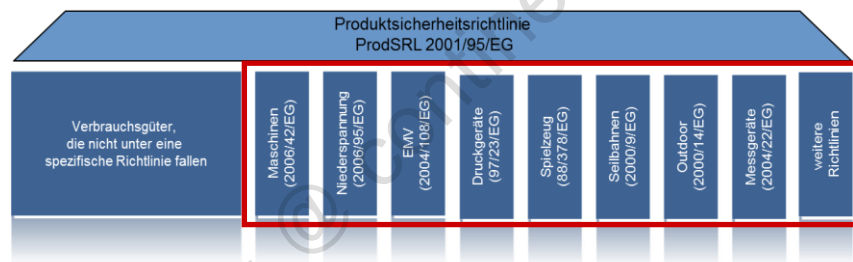 Produktsicherheitsrichtlinie
ProdSRL 2001/95/EG
Verbrauchsgüter,
die nicht unter eine
spezifische Richtlinie fallen
Maschinen
(2006/42/EG)
Niederspannung
(2006/95/EG)
EMV
(2004/108/EG)
Druckgeräte
(97/23/EG)
Spielzeug
(88/378/EG)
Seilbahnen
(2000/9/EG)
Outdoor
(2000/14/EG)
Messgeräte
(2004/22/EG)
weitere
Richtlinien